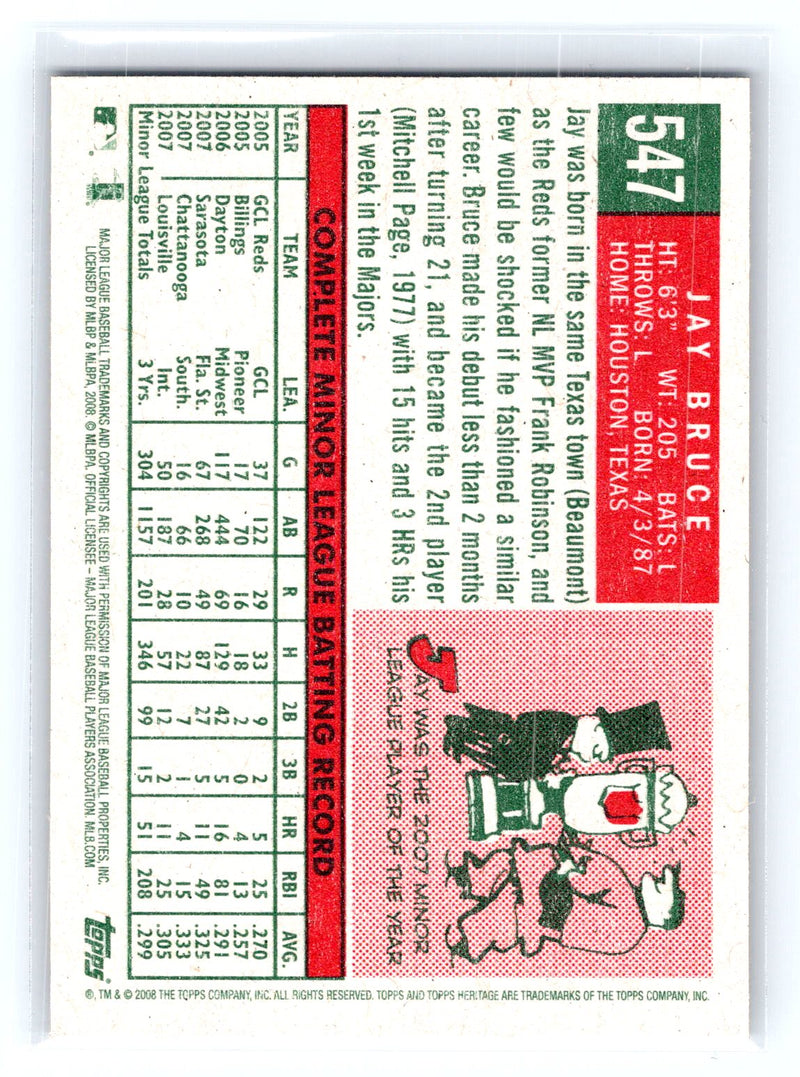 547
JAY BRUCE
HT: 6'3" WT: 205 BATS: L
THROWS: L BORN: 4/3/87
HOME: HOUSTON, TEXAS
Jay was born in the same Texas town (Beaumont)
as the Reds former NL MVP Frank Robinson, and
few would be shocked if he fashioned a similar
career. Bruce made his debut less than 2 months
after turning 21, and became the 2nd player
(Mitchell Page, 1977) with 15 hits and 3 HRs his
1st week in the Majors.
JAY WAS THE 2007 MINOR
LEAGUE PLAYER OF THE YEAR
COMPLETE MINOR LEAGUE BATTING RECORD
YEAR TEAM LEA. G AB R H 2B 3B HR RBI AVG.
2005 GCL Reds GCL 37 122 29 33 9 2 5 25 .270
2005 Billings Pioneer 17 70 16 18 2 0 4 13 .257
2006 Dayton Midwest 117 444 69 129 42 5 16 81 .291
2007 Sarasota Fla. St. 67 268 49 87 27 5 11 49 .325
2007 Chattanooga South. 16 66 10 22 7 1 4 15 .333
2007 Louisville Int. 50 187 28 57 12 2 11 25 .305
Minor League Totals 3 Yrs. 304 1157 201 346 99 15 51 208 .299
MAJOR LEAGUE BASEBALL TRADEMARKS AND COPYRIGHTS ARE USED WITH PERMISSION OF MAJOR LEAGUE BASEBALL PROPERTIES, INC.
LICENSED BY MLBP & MLBPA, 2008. © MLBPA. OFFICIAL LICENSEE – MAJOR LEAGUE BASEBALL PLAYERS ASSOCIATION. MLB.COM
topps
®, TM & © 2008 THE TOPPS COMPANY, INC. ALL RIGHTS RESERVED. TOPPS AND TOPPS HERITAGE ARE TRADEMARKS OF THE TOPPS COMPANY, INC.